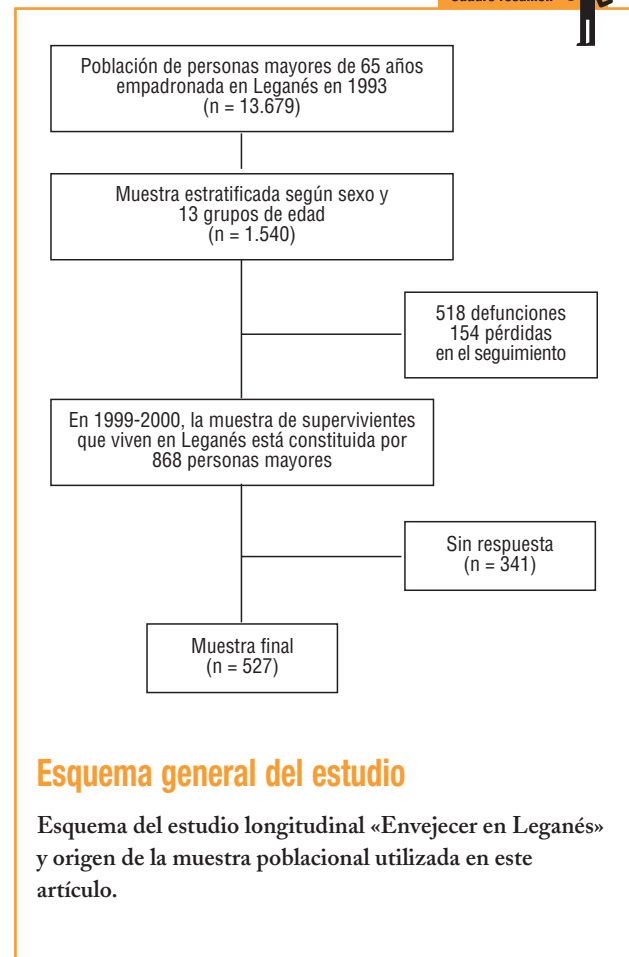 Población de personas mayores de 65 años
empadronada en Leganés en 1993
(n = 13.679)
Muestra estratificada según sexo y
13 grupos de edad
(n = 1.540)
518 defunciones
154 pérdidas
en el seguimiento
En 1999-2000, la muestra de supervivientes
que viven en Leganés está constituida por
868 personas mayores
Sin respuesta
(n = 341)
Muestra final
(n = 527)
Esquema general del estudio
Esquema del estudio longitudinal «Envejecer en Leganés»
y origen de la muestra poblacional utilizada en este
artículo.